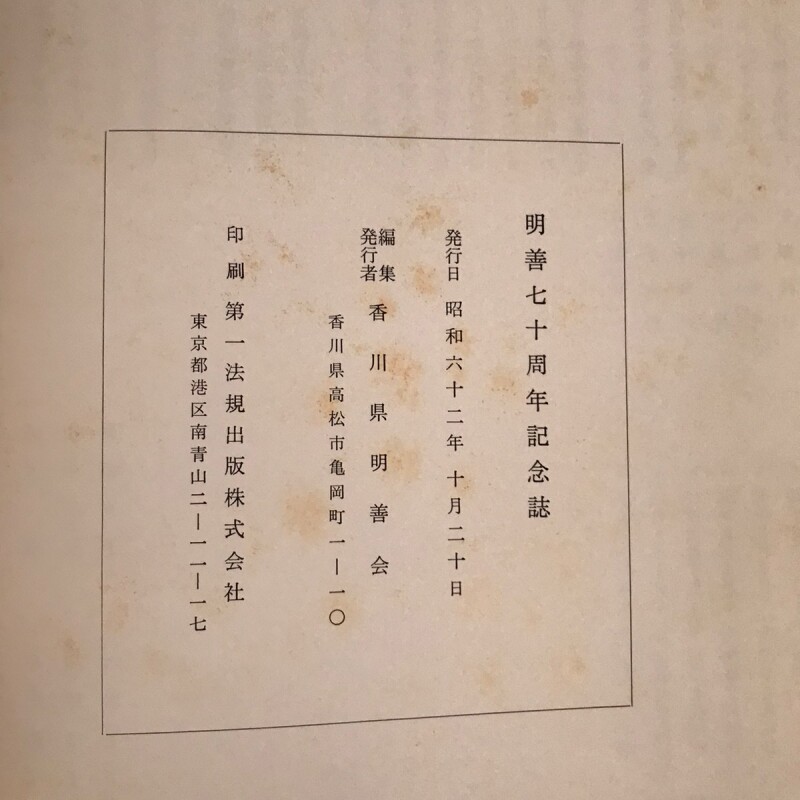 明善七十周年記念誌
発行日 昭和六十二年 十月二十日
編集
発行者 香川県明善会
香川県高松市亀岡町一―一〇
印刷 第一法規出版株式会社
東京都港区南青山二―一一―一七